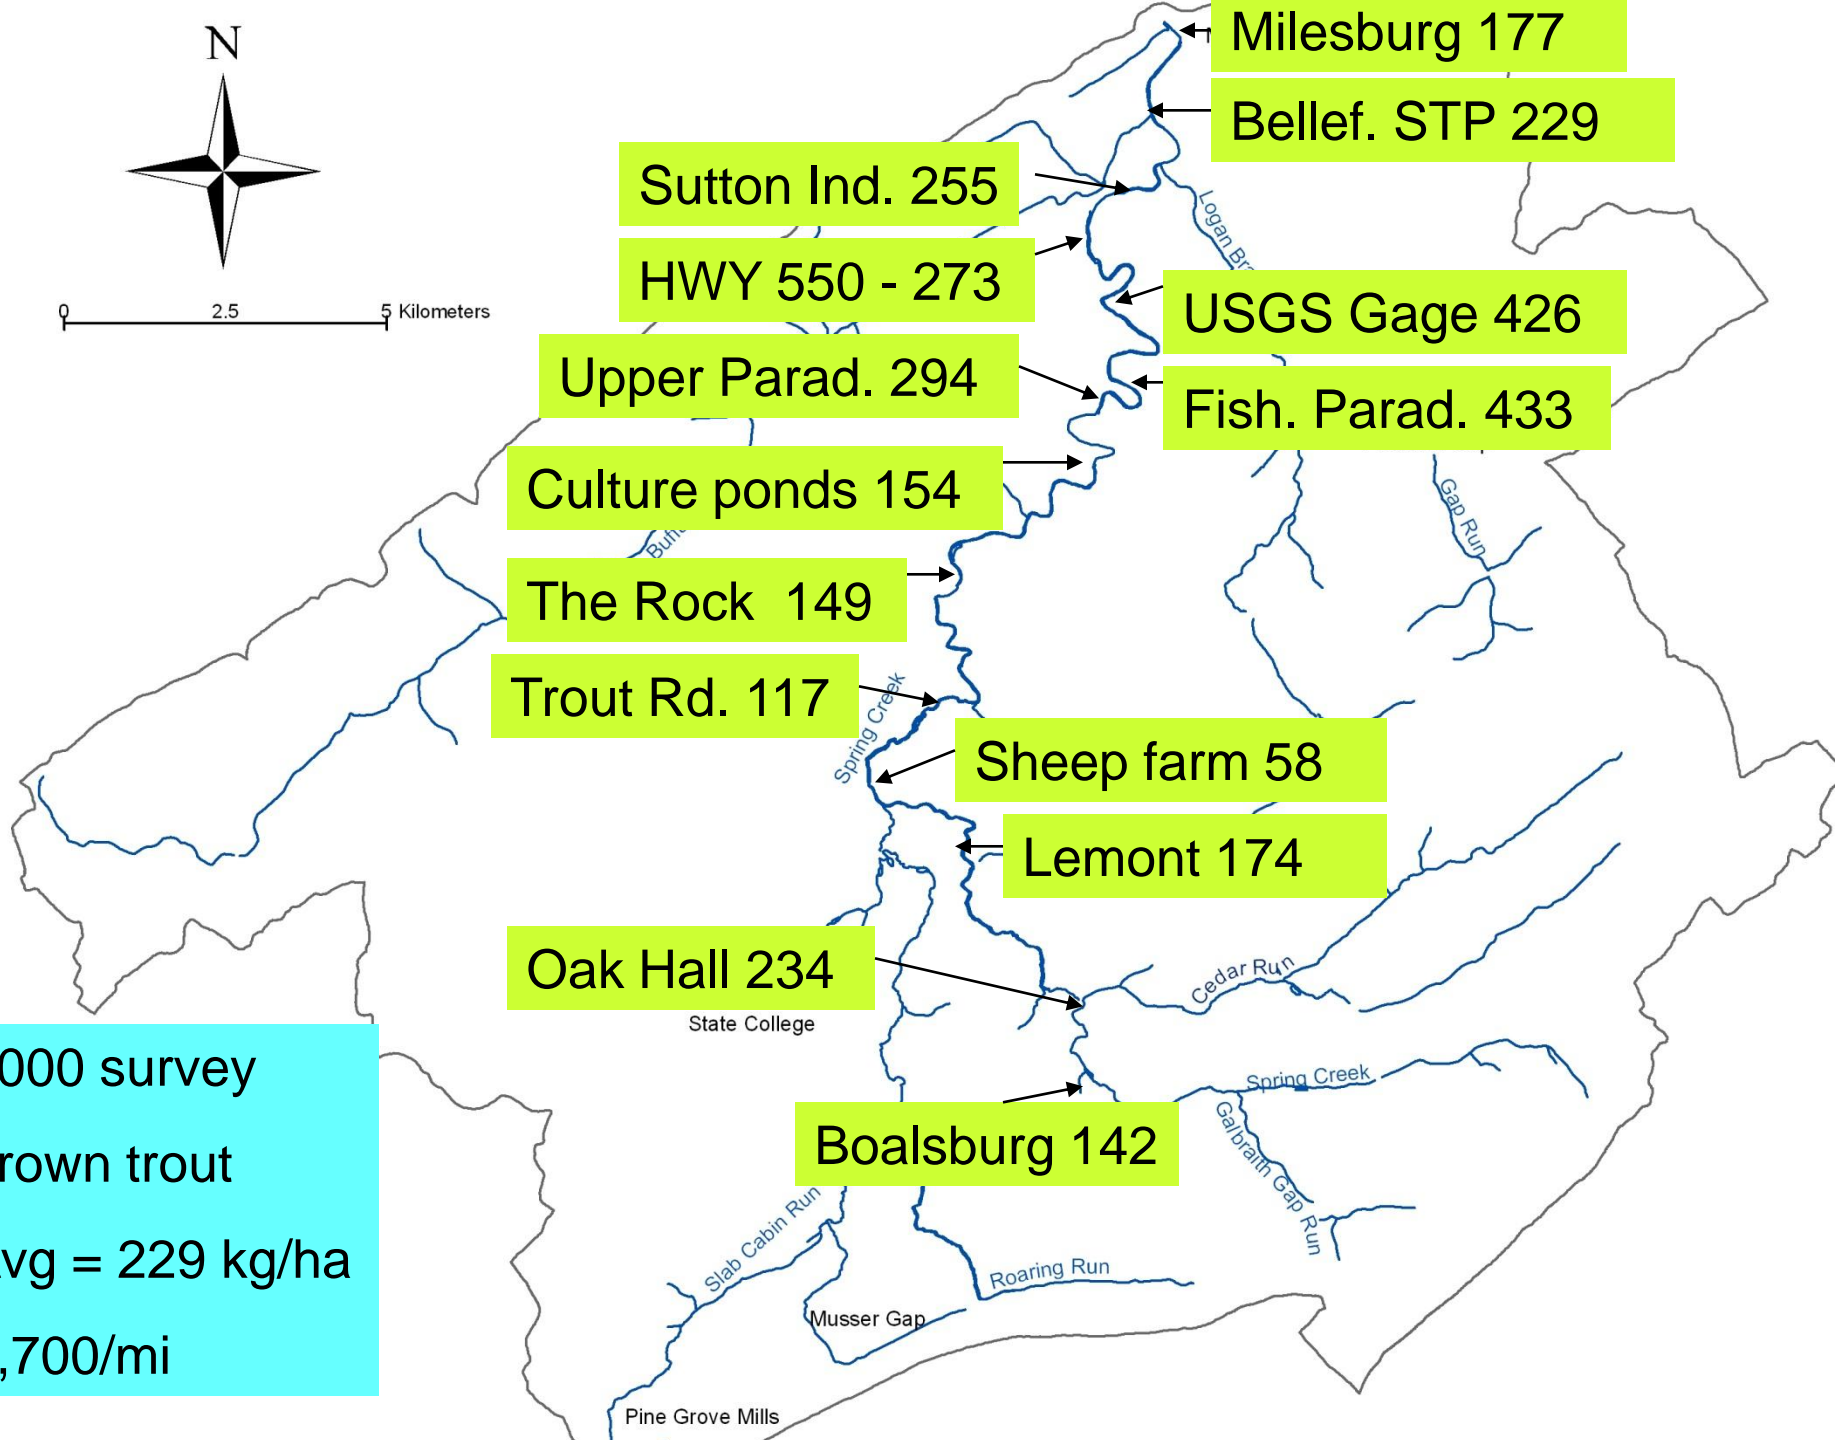 N
0 2.5 5 Kilometers
Milesburg 177
Bellef. STP 229
Sutton Ind. 255
Logan Bra
HWY 550 - 273
USGS Gage 426
Upper Parad. 294
Fish. Parad. 433
Culture ponds 154
Gap Run
Buff
The Rock 149
Trout Rd. 117
Spring Creek
Sheep farm 58
Lemont 174
Oak Hall 234
Cedar Run
State College
Spring Creek
Boalsburg 142
Galbraith Gap Run
Slab Cabin Run
Roaring Run
Musser Gap
Pine Grove Mills
000 survey
rown trout
vg = 229 kg/ha
,700/mi